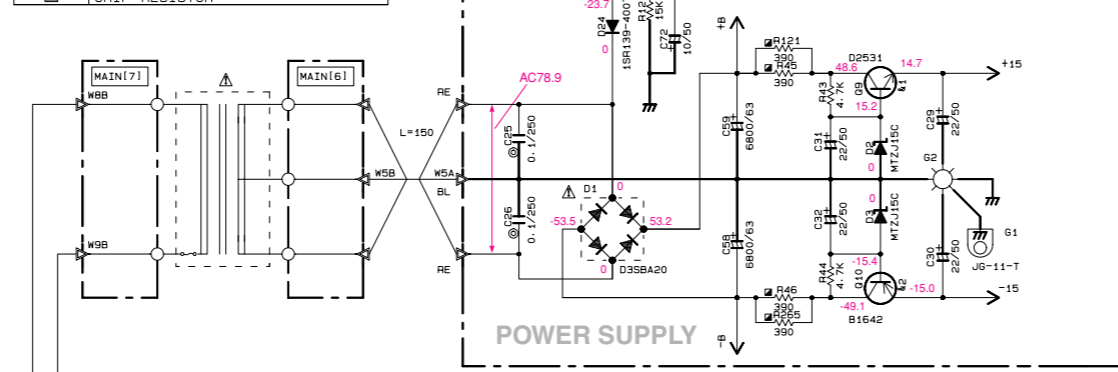 -23.7
D24
0
1SR139-400
15K
C72
10/50
+B
R121
390
R45
390
D2531
48.6
14.7
+15
MAIN[7]
MAIN[6]
AC78.9
W8B
RE
L=150
C25
0.1/250
C59
6800/63
R43
4.7K
Q9
&1
15.2
C31
22/50
D2
MTZJ15C
0
C29
22/50
G2
W5B
W5A
BL
C26
0.1/250
D1
0
-53.5
53.2
0
D3SBA20
C58
6800/63
C32
22/50
0
D3
MTZJ15C
G1
JG-11-T
C30
22/50
W9B
RE
R44
4.7K
-15.4
Q10
&2
-15.0
-15
R46
390
R265
390
-49.1
B1642
-B
POWER SUPPLY